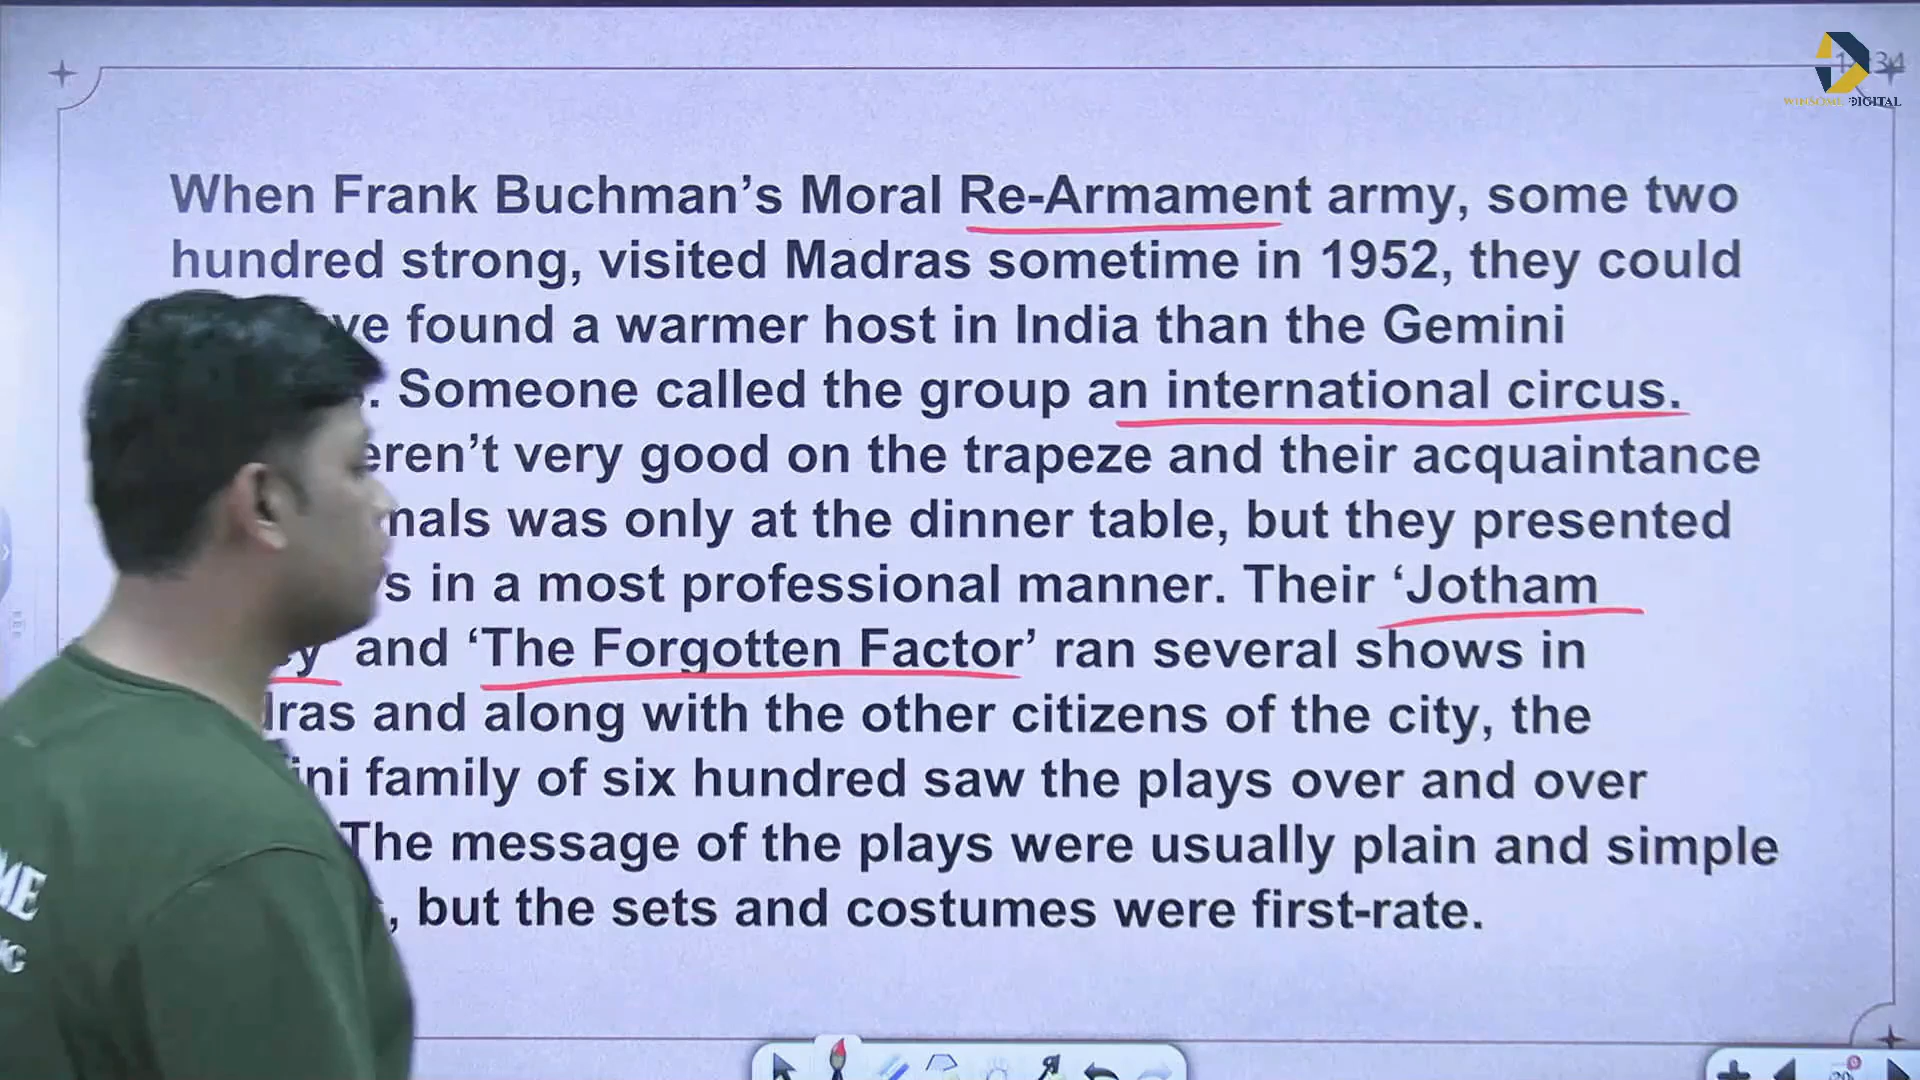 When Frank Buchman’s Moral Re-Armament army, some two
hundred strong, visited Madras sometime in 1952, they could
found a warmer host in India than the Gemini
Someone called the group an international circus.
very good on the trapeze and their acquaintance
was only at the dinner table, but they presented
in a most professional manner. Their ‘Jotham
and ‘The Forgotten Factor’ ran several shows in
and along with the other citizens of the city, the
family of six hundred saw the plays over and over
The message of the plays were usually plain and simple
, but the sets and costumes were first-rate.
WINSOME DIGITAL